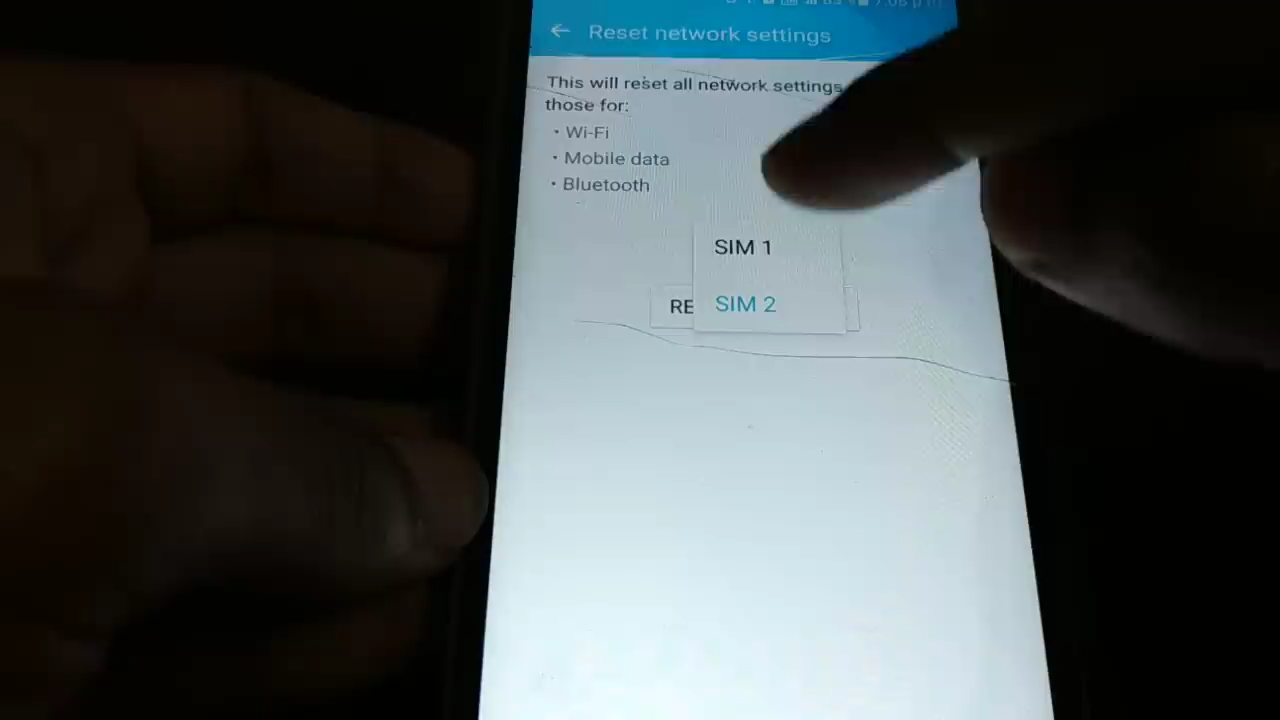 Reset network settings
This will reset all network settings
those for:
• Wi-Fi
• Mobile data
• Bluetooth
SIM 1
RE
SIM 2